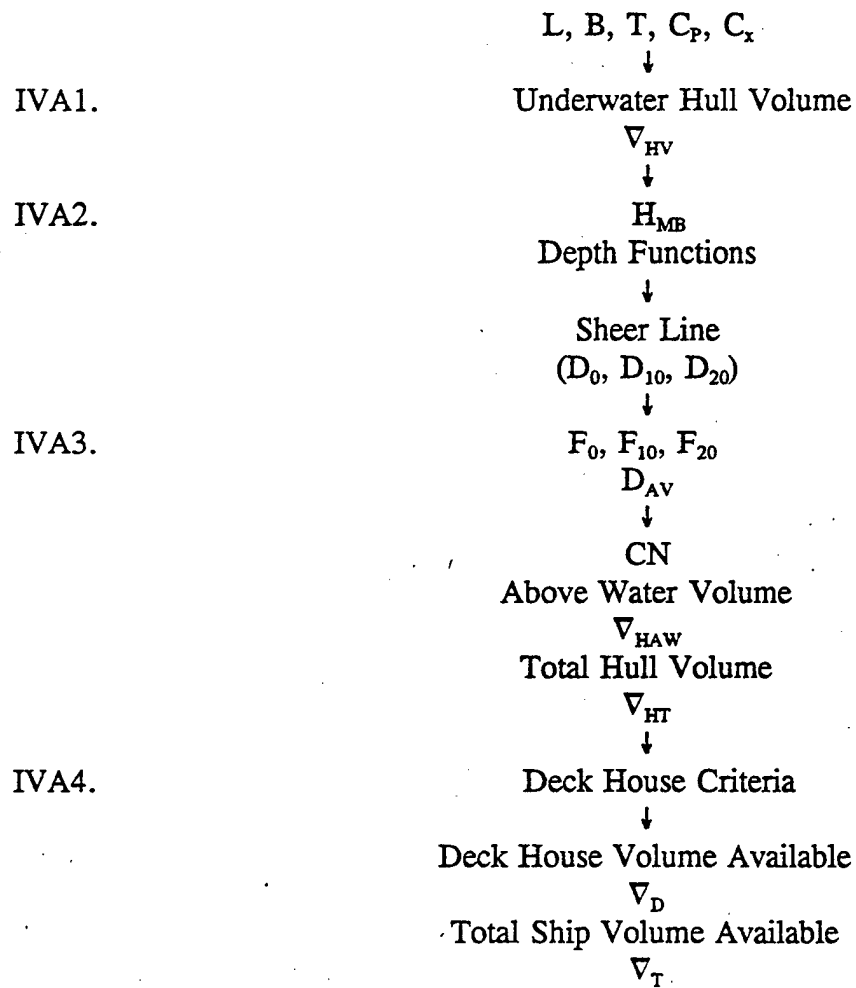 L, B, T, C_P, C_x
↓
IVA1. Underwater Hull Volume
∇_HV
↓
IVA2. H_MB
Depth Functions
↓
Sheer Line
(D_0, D_10, D_20)
↓
IVA3. F_0, F_10, F_20
D_AV
↓
CN
Above Water Volume
∇_HAW
Total Hull Volume
∇_HT
↓
IVA4. Deck House Criteria
↓
Deck House Volume Available
∇_D
Total Ship Volume Available
∇_T